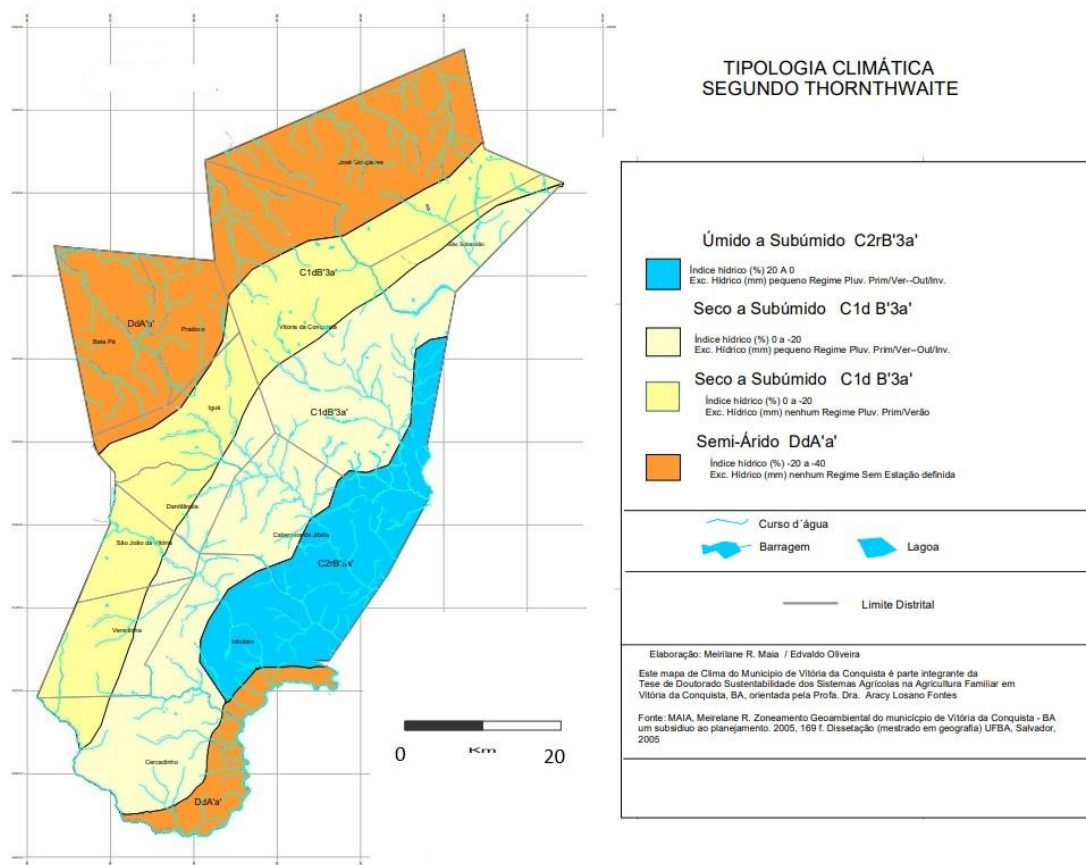 TIPOLOGIA CLIMÁTICA
SEGUNDO THORNTHWAITE
Úmido a Subúmido C2rB'3a'
Índice hídrico (%) 20 A 0
Exc. Hídrico (mm) pequeno Regime Pluv. Prim/Ver--Out/Inv.
Seco a Subúmido C1d B'3a'
Índice hídrico (%) 0 a -20
Exc. Hídrico (mm) pequeno Regime Pluv. Prim/Ver--Out/Inv.
Seco a Subúmido C1d B'3a'
Índice hídrico (%) 0 a -20
Exc. Hídrico (mm) nenhum Regime Pluv. Prim/Verão
Semi-Árido DdA'a'
Índice hídrico (%) -20 a -40
Exc. Hídrico (mm) nenhum Regime Sem Estação definida
Curso d´água
Barragem
Lagoa
Limite Distrital
Elaboração: Meirilane R. Maia / Edvaldo Oliveira
Este mapa de Clima do Municipio de Vitória da Conquista é parte integrante da
Tese de Doutorado Sustentabilidade dos Sistemas Agrícolas na Agricultura Familiar em
Vitória da Conquista, BA, orientada pela Profa. Dra. Aracy Losano Fontes
Fonte: MAIA, Meirelane R. Zoneamento Geoambiental do município de Vitória da Conquista - BA
um subsidiuo ao planejamento. 2005, 169 f. Dissetação (mestrado em geografia) UFBA, Salvador,
2005
José Gonçalves
São Sebastião
C1dB'3a'
Vitoria da Conquista
DdA'a'
Pradoso
Bate Pé
Iguá
C1dB'3a'
Dantilândia
São João da Vitória
C2rB'3a'
Veredinha
Inhobim
Cercadinho
DdA'a'
0
Km
20